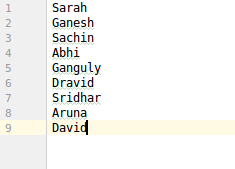 1 Sarah
2 Ganesh
3 Sachin
4 Abhi
5 Ganguly
6 Dravid
7 Sridhar
8 Aruna
9 David